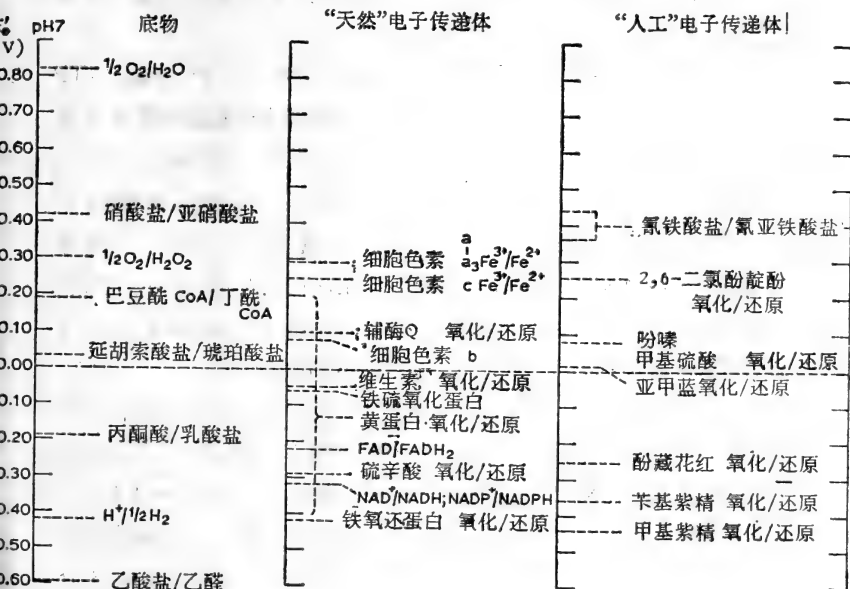 pH7
底物
“天然”电子传递体
“人工”电子传递体
V)
0.80
0.70
0.60
0.50
0.40
0.30
0.20
0.10
0.00
0.10
0.20
0.30
0.40
0.50
0.60
½ O₂/H₂O
硝酸盐/亚硝酸盐
½O₂/H₂O₂
巴豆酰 CoA/丁酰
CoA
延胡索酸盐/琥珀酸盐
丙酮酸/乳酸盐
H⁺/½H₂
乙酸盐/乙醛
a
细胞色素 a₃Fe³⁺/Fe²⁺
细胞色素 c Fe³⁺/Fe²⁺
辅酶Q 氧化/还原
细胞色素 b
维生素 氧化/还原
铁硫氧化蛋白
黄蛋白·氧化/还原
FAD/FADH₂
硫辛酸 氧化/还原
NAD⁺/NADH;NADP⁺/NADPH
铁氧还蛋白 氧化/还原
氰铁酸盐/氰亚铁酸盐
2,6-二氯酚靛酚
氧化/还原
吩嗪
甲基硫酸 氧化/还原
亚甲蓝氧化/还原
酚藏花红 氧化/还原
苄基紫精 氧化/还原
甲基紫精 氧化/还原